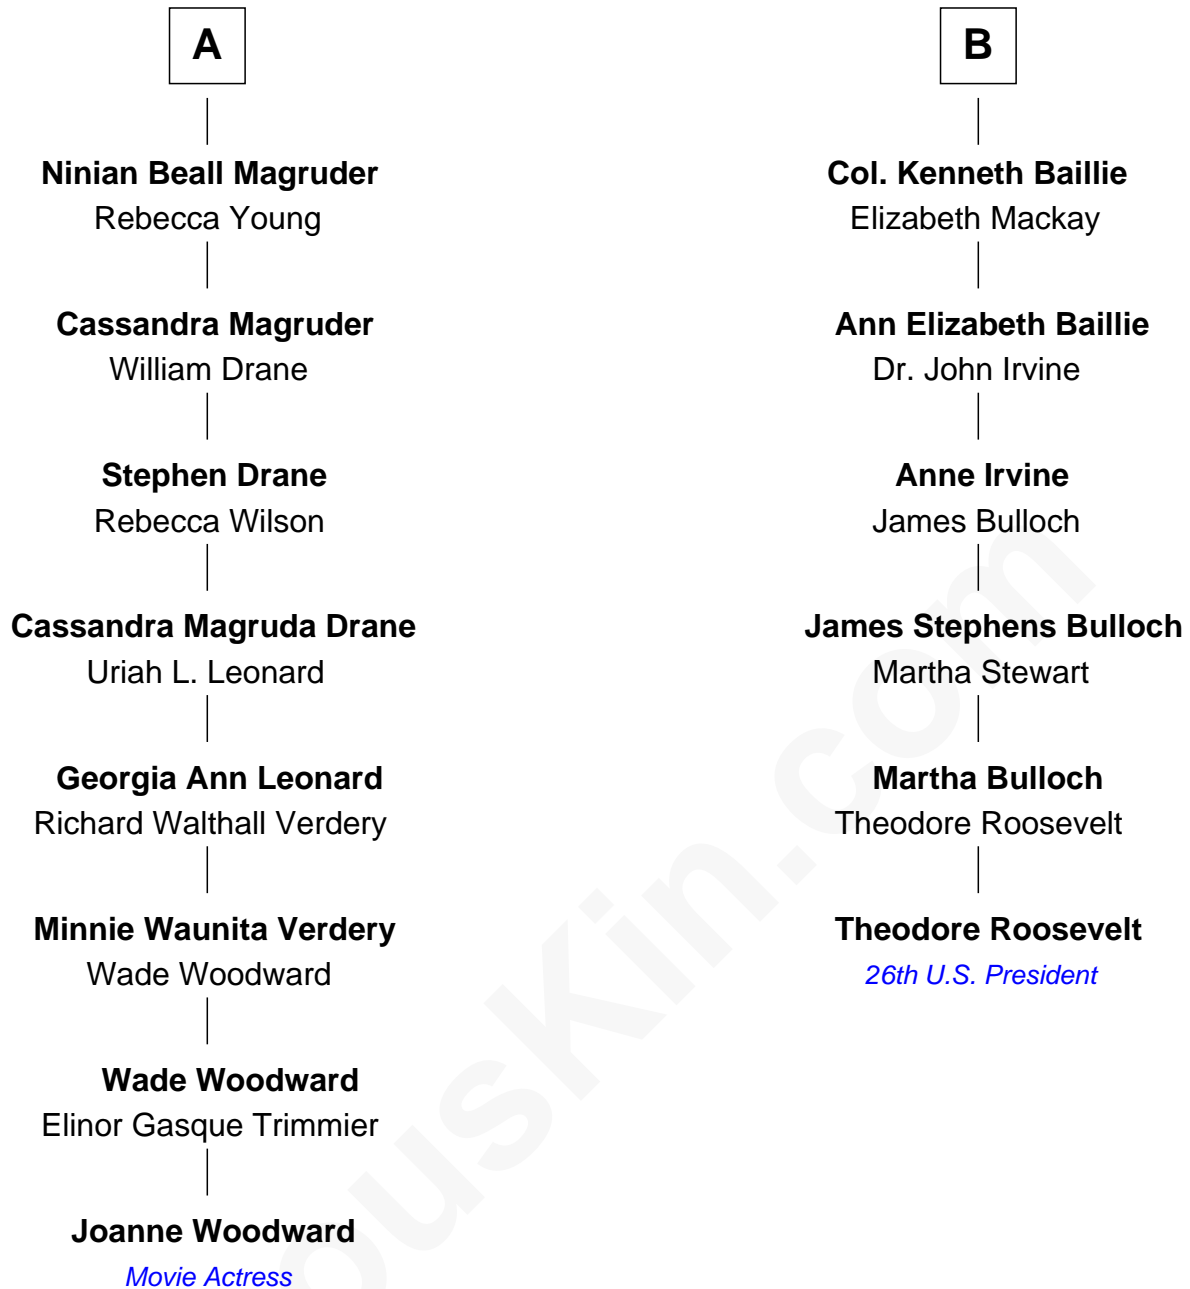 A
Ninian Beall Magruder
Rebecca Young
Cassandra Magruder
William Drane
Stephen Drane
Rebecca Wilson
Cassandra Magruda Drane
Uriah L. Leonard
Georgia Ann Leonard
Richard Walthall Verdery
Minnie Waunita Verdery
Wade Woodward
Wade Woodward
Elinor Gasque Trimmier
Joanne Woodward
Movie Actress
B
Col. Kenneth Baillie
Elizabeth Mackay
Ann Elizabeth Baillie
Dr. John Irvine
Anne Irvine
James Bulloch
James Stephens Bulloch
Martha Stewart
Martha Bulloch
Theodore Roosevelt
Theodore Roosevelt
26th U.S. President
ousKin.com